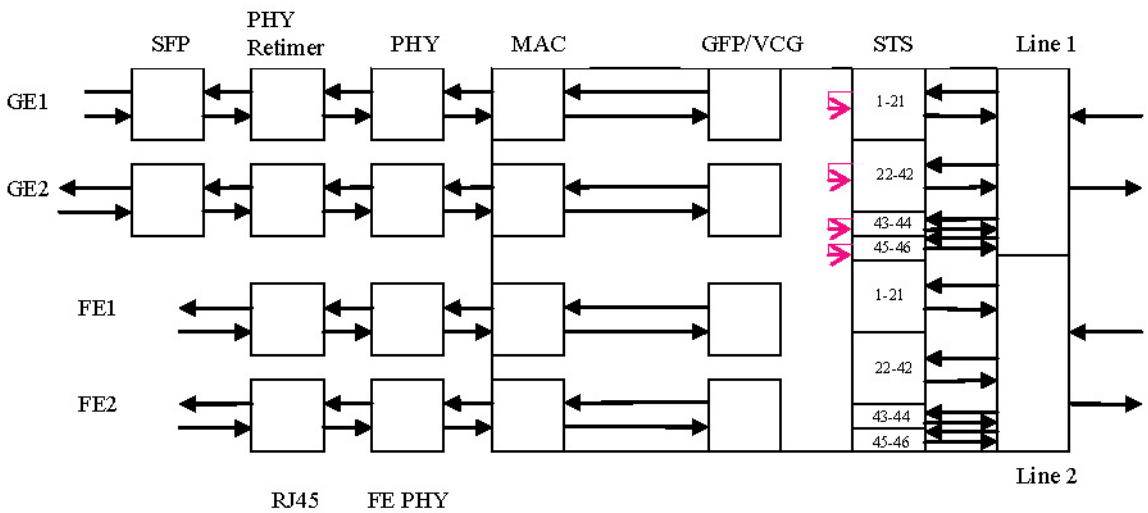 SFP
PHY
Retimer
PHY
MAC
GFP/VCG
STS
Line 1
GE1
1-21
GE2
22-42
43-44
45-46
FE1
1-21
22-42
FE2
43-44
45-46
RJ45
FE PHY
Line 2